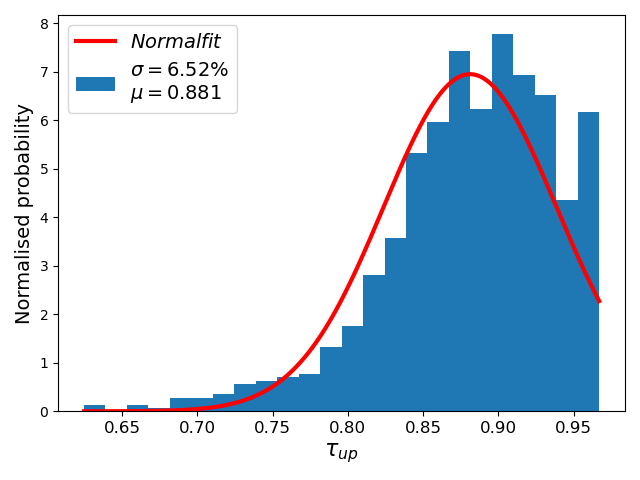 8
7
6
5
4
3
2
1
0
Normalised probability
Normalfit
σ = 6.52%
μ = 0.881
0.65 0.70 0.75 0.80 0.85 0.90 0.95
τ_up